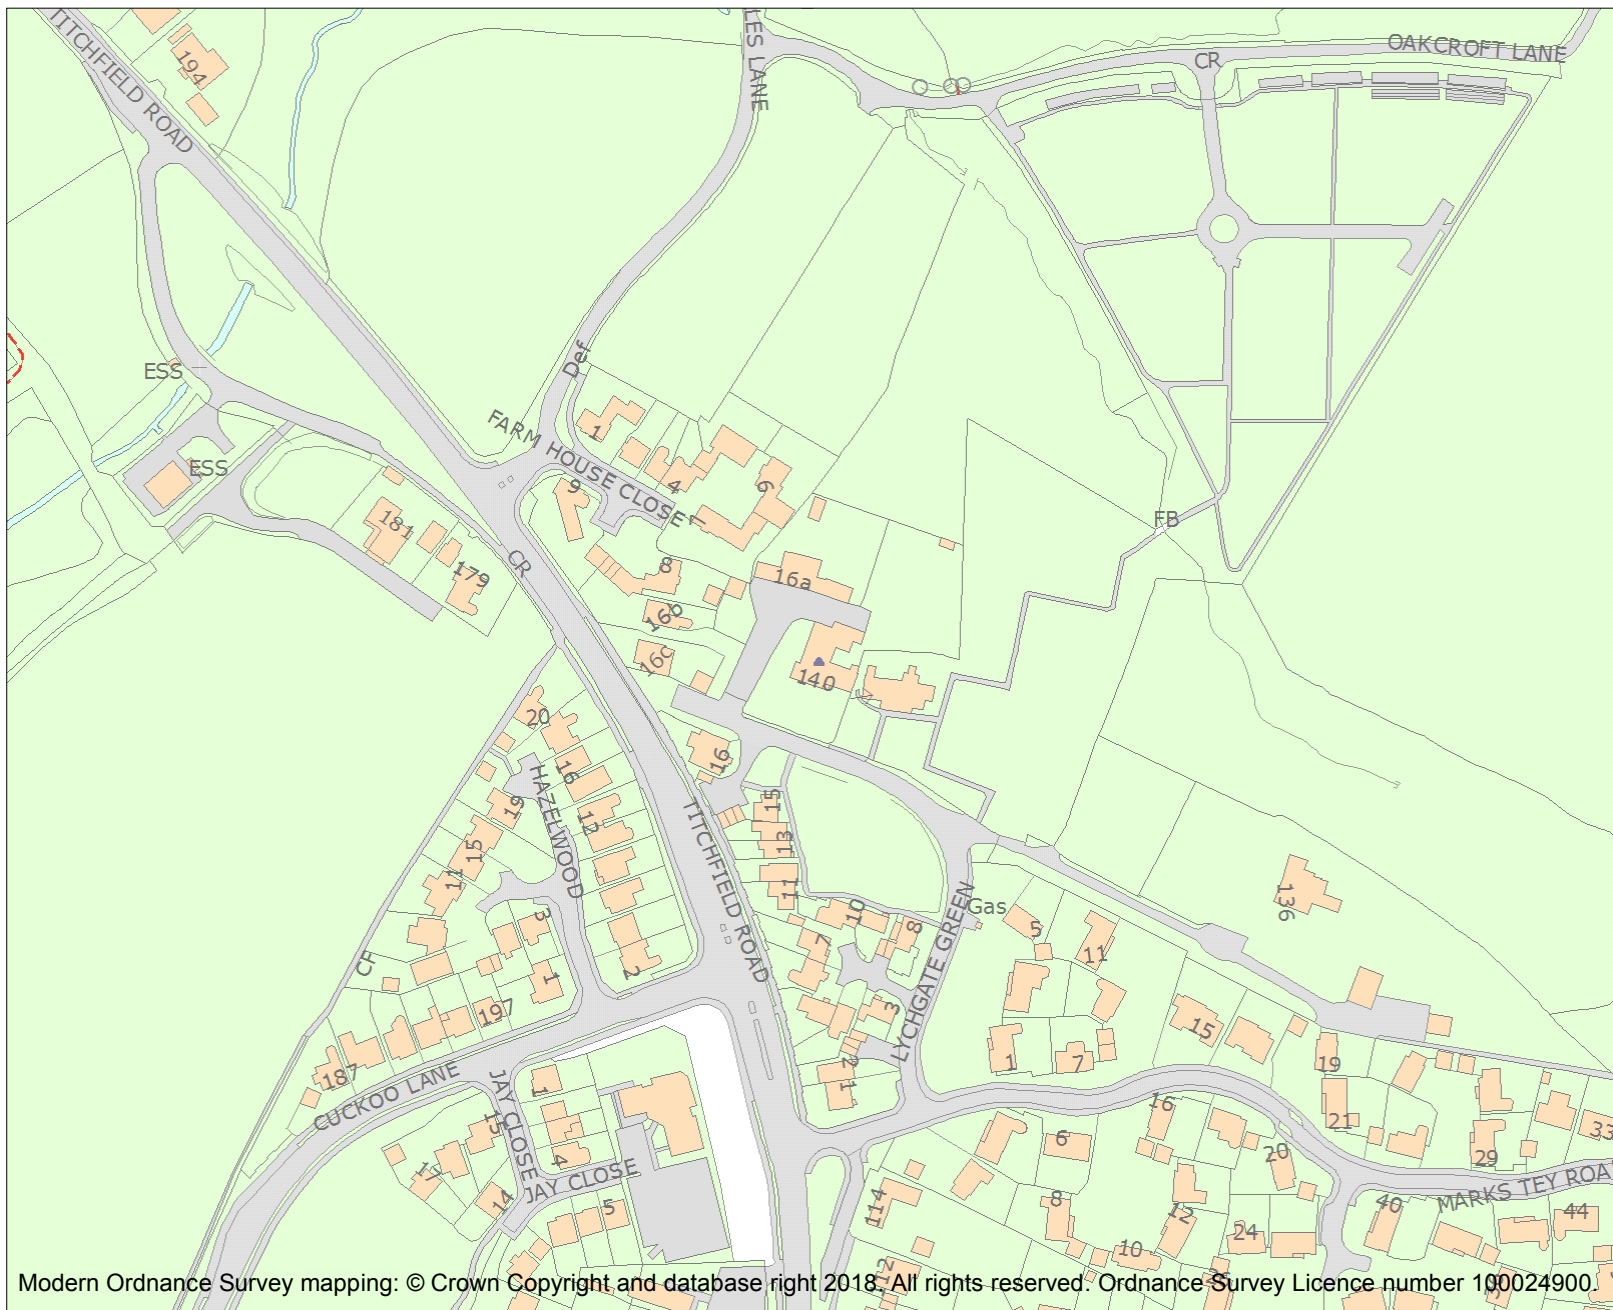 TITCHFIELD ROAD
194
LES LANE
OAKCROFT LANE
CR
ESS
ESS
Def
FARM HOUSE CLOSE
1
4
6
7
9
8
181
179
CR
FB
16a
16b
16c
140
20
16
16
HAZELWOOD
19
12
15
11
TITCHFIELD ROAD
15
13
11
10
8
7
3
LYCHGATE GREEN
Gas
5
11
136
3
1
2
CF
197
187
CUCKOO LANE
3
2
1
1
7
15
19
21
JAY CLOSE
1
15
4
17
14
JAY CLOSE
5
16
6
20
29
33
MARKS TEY ROA
114
8
12
10
24
40
44
112
Modern Ordnance Survey mapping: © Crown Copyright and database right 2018. All rights reserved. Ordnance Survey Licence number 100024900.